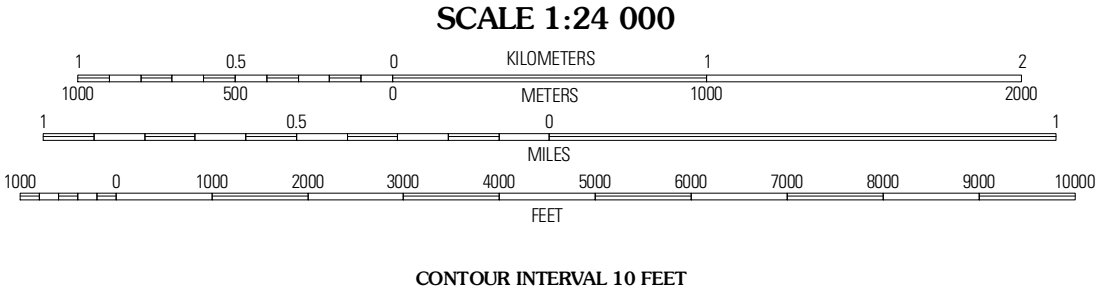 SCALE 1:24 000
1 0.5 0 KILOMETERS 1 2
1000 500 0 METERS 1000 2000
1 0.5 0 1
MILES
1000 0 1000 2000 3000 4000 5000 6000 7000 8000 9000 10000
FEET
CONTOUR INTERVAL 10 FEET